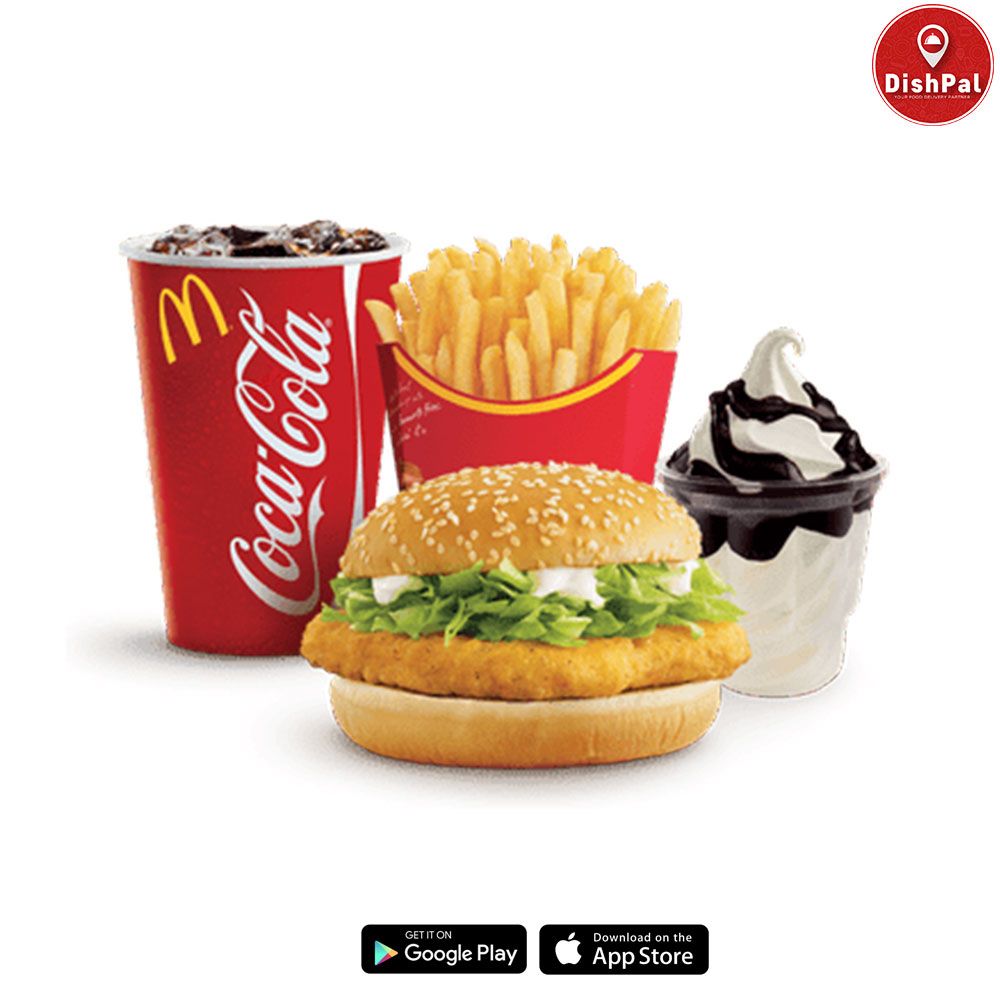 DishPal
YOUR FOOD DELIVERY PARTNER
M
Coca-Cola
GET IT ON
Google Play
Download on the
App Store